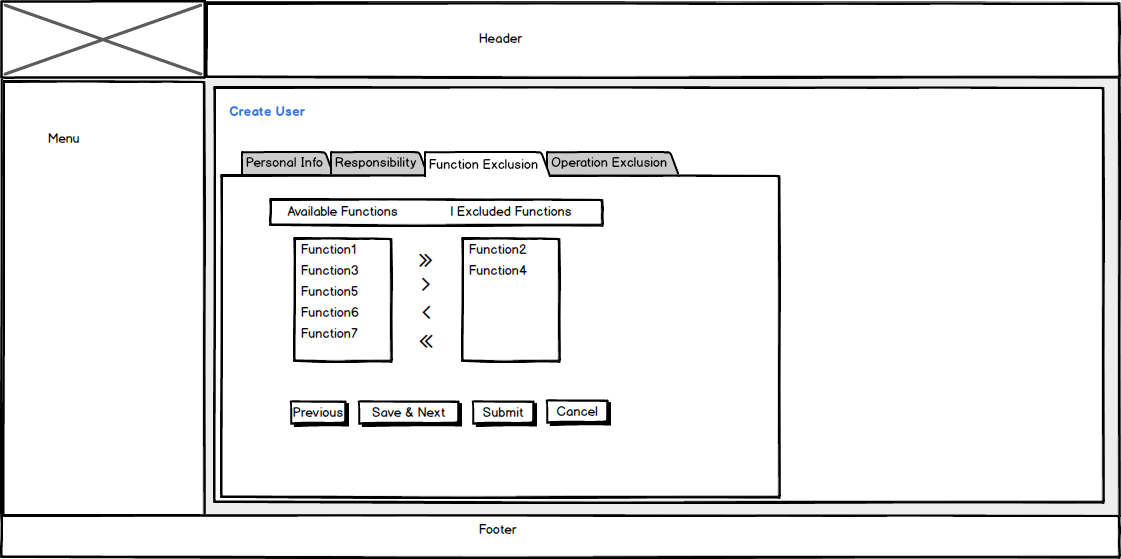 Header
Menu
Create User
Personal Info Responsibility Function Exclusion Operation Exclusion
Available Functions | Excluded Functions
Function1
Function3
Function5
Function6
Function7
Function2
Function4
Previous Save & Next Submit Cancel
Footer